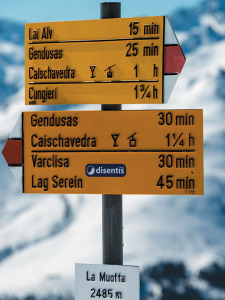 Lai Alv 15 min
Gendusas 25 min
Caischavedra 1 h
Cungieri 1¾ h
Gendusas 30 min
Caischavedra 1¼ h
Varclisa disentis 30 min
Lag Serein 45 min
La Muotta
2485 m